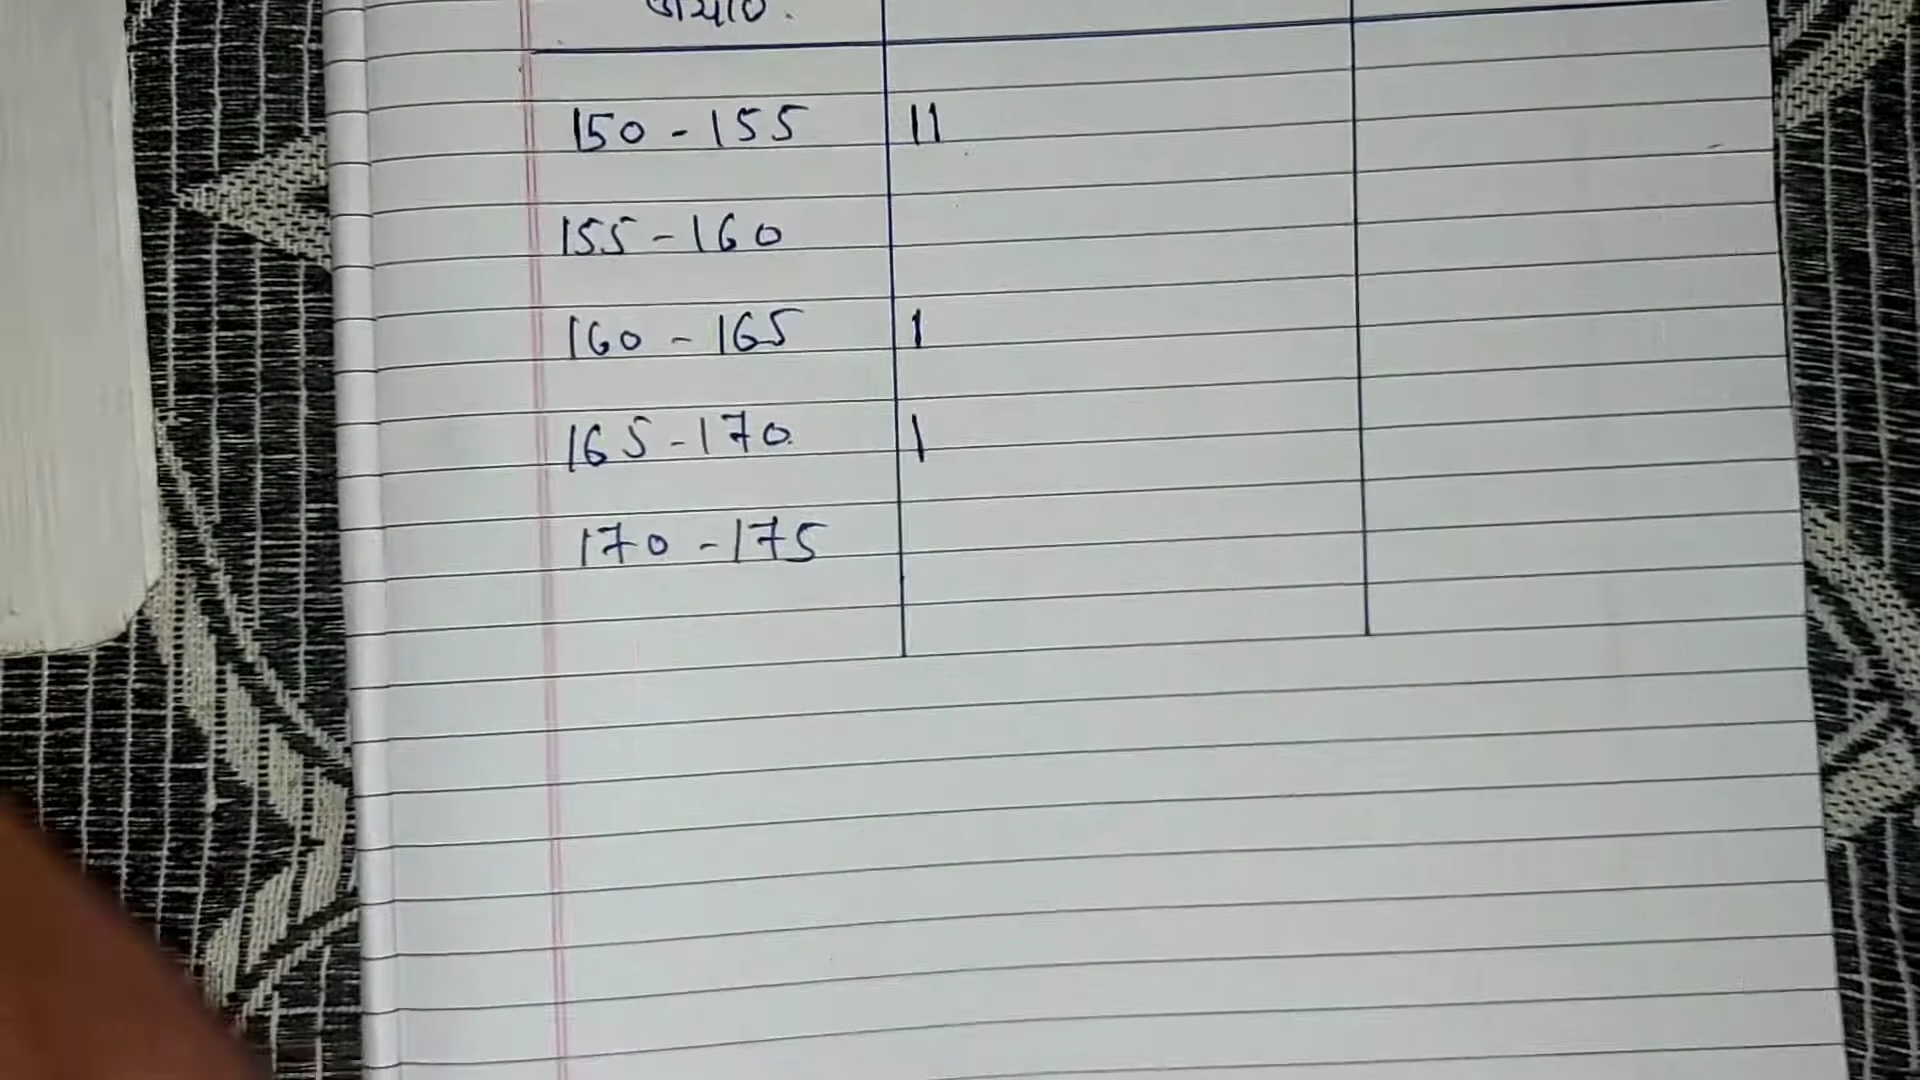 150 - 155 ||
155 - 160
160 - 165 |
165 - 170 |
170 - 175